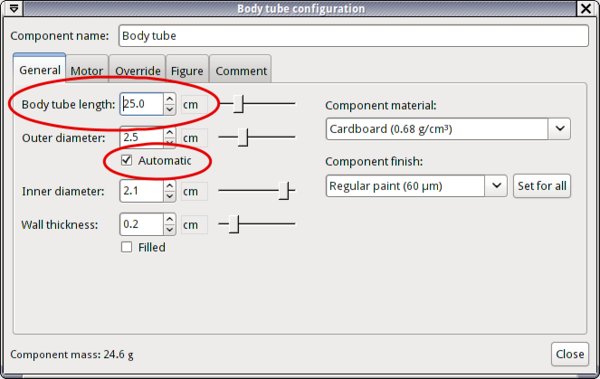 Body tube configuration
Component name: Body tube
General Motor Override Figure Comment
Body tube length: 25.0 cm
Outer diameter: 2.5 cm
Automatic
Inner diameter: 2.1 cm
Wall thickness: 0.2 cm
Filled
Component material:
Cardboard (0.68 g/cm³)
Component finish:
Regular paint (60 µm) Set for all
Component mass: 24.6 g
Close